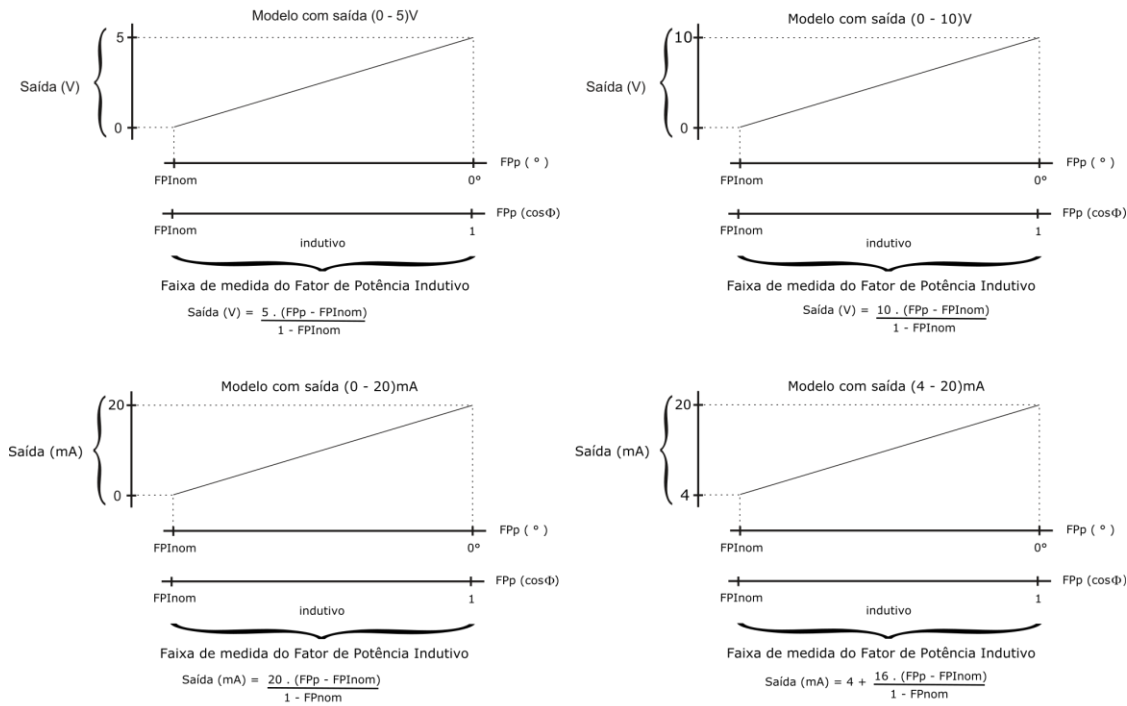 Modelo com saída (0 - 5)V
5
Saída (V)
0
FPp ( ° )
FPInom
0°
FPp (cosΦ)
FPInom
1
indutivo
Faixa de medida do Fator de Potência Indutivo
Saída (V) = 5 . (FPp - FPInom)
1 - FPInom
Modelo com saída (0 - 10)V
10
Saída (V)
0
FPp ( ° )
FPInom
0°
FPp (cosΦ)
FPInom
1
indutivo
Faixa de medida do Fator de Potência Indutivo
Saída (V) = 10 . (FPp - FPInom)
1 - FPInom
Modelo com saída (0 - 20)mA
20
Saída (mA)
0
FPp ( ° )
FPInom
0°
FPp (cosΦ)
FPInom
1
indutivo
Faixa de medida do Fator de Potência Indutivo
Saída (mA) = 20 . (FPp - FPInom)
1 - FPnom
Modelo com saída (4 - 20)mA
20
Saída (mA)
4
FPp ( ° )
FPInom
0°
FPp (cosΦ)
FPInom
1
indutivo
Faixa de medida do Fator de Potência Indutivo
Saída (mA) = 4 + 16 . (FPp - FPInom)
1 - FPnom